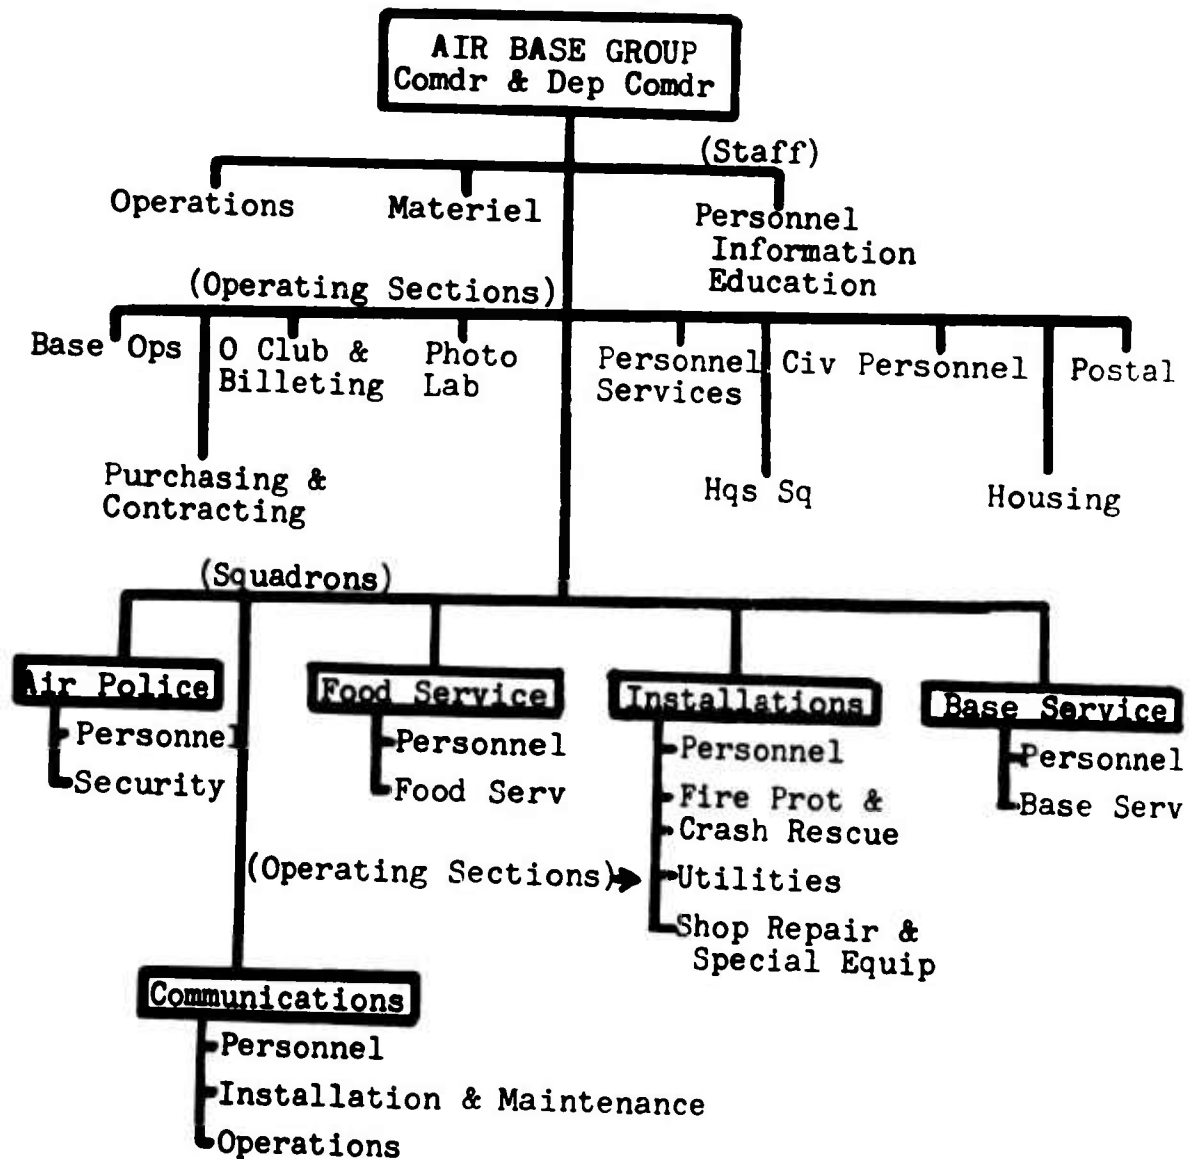 AIR BASE GROUP
Comdr & Dep Comdr
(Staff)
Operations
Materiel
Personnel
Information
Education
(Operating Sections)
Base Ops
O Club &
Billeting
Photo
Lab
Personnel
Services
Civ Personnel
Postal
Purchasing &
Contracting
Hqs Sq
Housing
(Squadrons)
Air Police
Personnel
Security
Food Service
Personnel
Food Serv
Installations
Personnel
Fire Prot &
Crash Rescue
Utilities
Shop Repair &
Special Equip
(Operating Sections)
Base Service
Personnel
Base Serv
Communications
Personnel
Installation & Maintenance
Operations